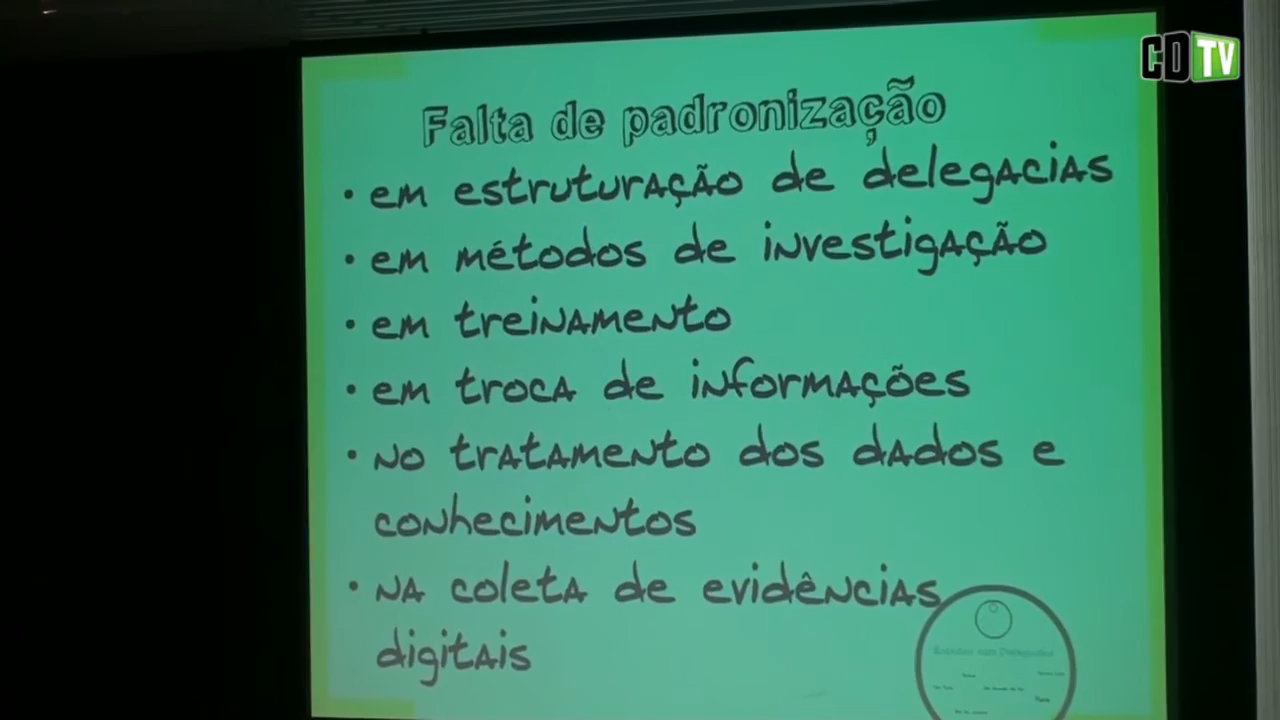 CDTV
Falta de padronização
• em estruturação de delegacias
• em métodos de investigação
• em treinamento
• em troca de informações
• no tratamento dos dados e
conhecimentos
• na coleta de evidências
digitais